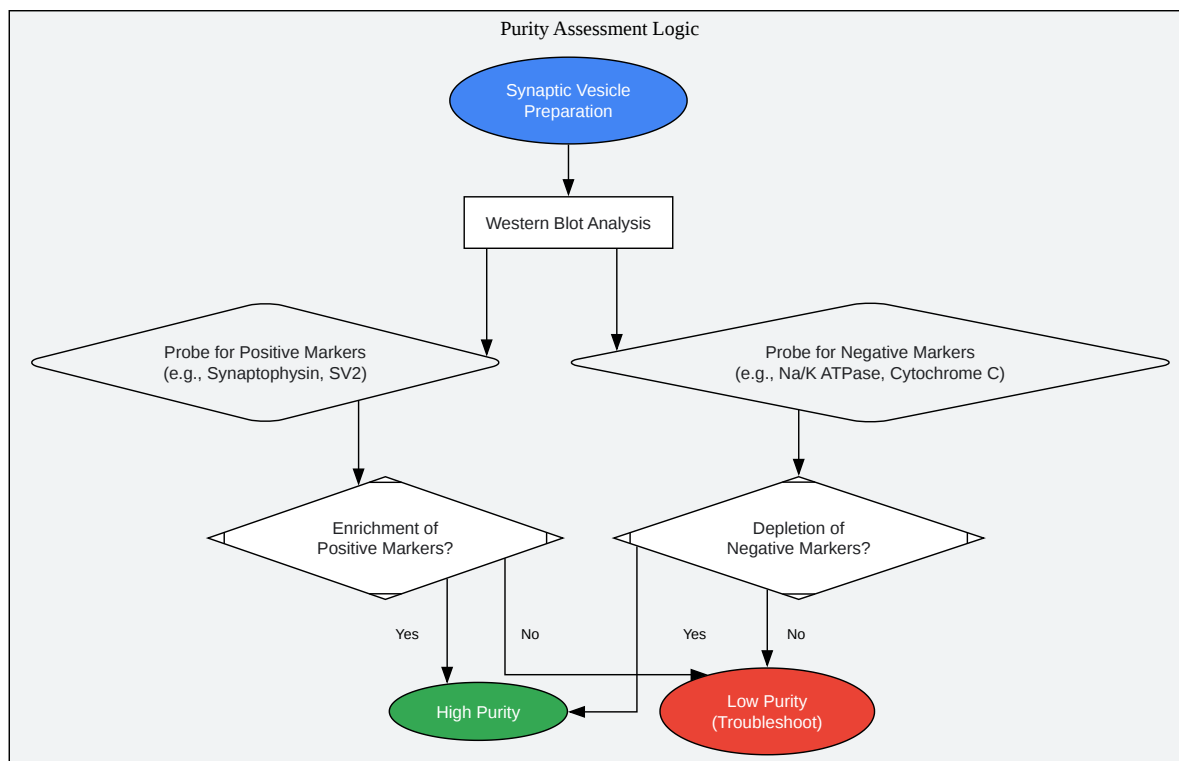 Purity Assessment Logic
Synaptic Vesicle
Preparation
Western Blot Analysis
Probe for Positive Markers
(e.g., Synaptophysin, SV2)
Probe for Negative Markers
(e.g., Na/K ATPase, Cytochrome C)
Enrichment of
Positive Markers?
Depletion of
Negative Markers?
Yes
No
Yes
No
High Purity
Low Purity
(Troubleshoot)